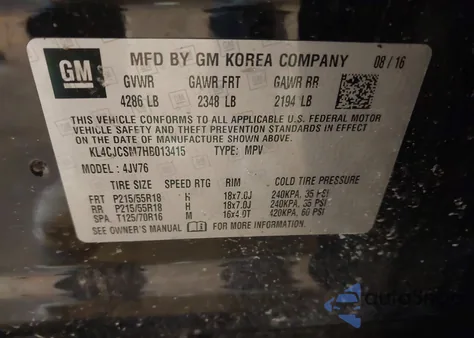 GM
MFD BY GM KOREA COMPANY 08/16
GVWR GAWR FRT GAWR RR
4286 LB 2348 LB 2194 LB
THIS VEHICLE CONFORMS TO ALL APPLICABLE U.S. FEDERAL MOTOR
VEHICLE SAFETY AND THEFT PREVENTION STANDARDS IN EFFECT
ON THE DATE OF MANUFACTURE SHOWN ABOVE.
KL4CJCSM7HB013415 TYPE: MPV
MODEL: 4JV76
TIRE SIZE SPEED RTG RIM COLD TIRE PRESSURE
FRT P215/55R18 H 18x7.0J 240KPA, 35 PSI
RR P215/55R18 H 18x7.0J 240KPA, 35 PSI
SPA T125/70R16 M 16x4.0T 420KPA, 60 PSI
SEE OWNER'S MANUAL FOR MORE INFORMATION